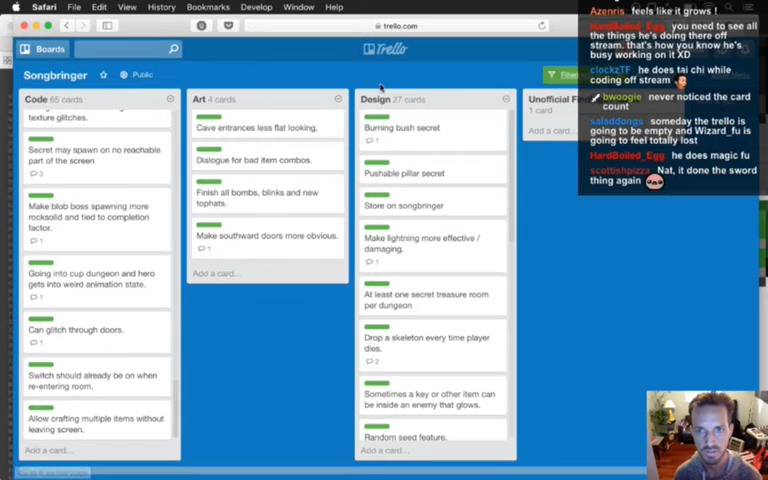 Safari File Edit View History Bookmarks Develop Window Help
trello.com
Boards
Trello
Songbringer
Public
Code 65 cards
texture glitches.
Secret may spawn on no reachable
part of the screen
3
Make blob boss spawning more
rocksolid and tied to completion
factor.
1
Going into cup dungeon and hero
gets into weird animation state.
1
Can glitch through doors.
1
Switch should already be on when
re-entering room.
Allow crafting multiple items without
leaving screen.
Add a card...
Art 4 cards
Cave entrances less flat looking.
Dialogue for bad item combos.
Finish all bombs, blinks and new
tophats.
Make southward doors more obvious.
1
Add a card...
Design 27 cards
Burning bush secret
1
Pushable pillar secret
Store on songbringer
Make lightning more effective /
damaging.
1
At least one secret treasure room
per dungeon
Drop a skeleton every time player
dies.
2
Sometimes a key or other item can
be inside an enemy that glows.
Random seed feature.
Add a card...
Unofficial
1 card
Add a card...
Azenris feels like it grows !
HardBoiled_Egg you need to see all
the things he's doing there off
stream. that's how you know he's
busy working on it XD
clockzTF he does tai chi while
coding off stream
bwoogie never noticed the card
count
saladdongs someday the trello is
going to be empty and Wizard_fu is
going to feel totally lost
HardBoiled_Egg he does magic fu
scottishpizza Nat, it done the sword
thing again